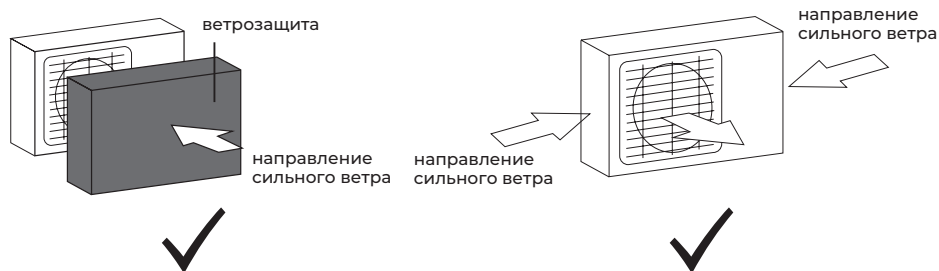 ветрозащита
направление
сильного ветра
направление
сильного ветра
направление
сильного ветра